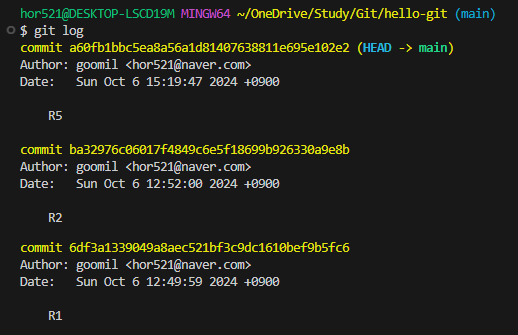 hor521@DESKTOP-LSCD19M MINGW64 ~/OneDrive/Study/Git/hello-git (main)
$ git log
commit a60fb1bbc5ea8a56a1d81407638811e695e102e2 (HEAD -> main)
Author: goomil <hor521@naver.com>
Date:   Sun Oct 6 15:19:47 2024 +0900
    R5
commit ba32976c06017f4849c6e5f18699b926330a9e8b
Author: goomil <hor521@naver.com>
Date:   Sun Oct 6 12:52:00 2024 +0900
    R2
commit 6df3a1339049a8aec521bf3c9dc1610bef9b5fc6
Author: goomil <hor521@naver.com>
Date:   Sun Oct 6 12:49:59 2024 +0900
    R1